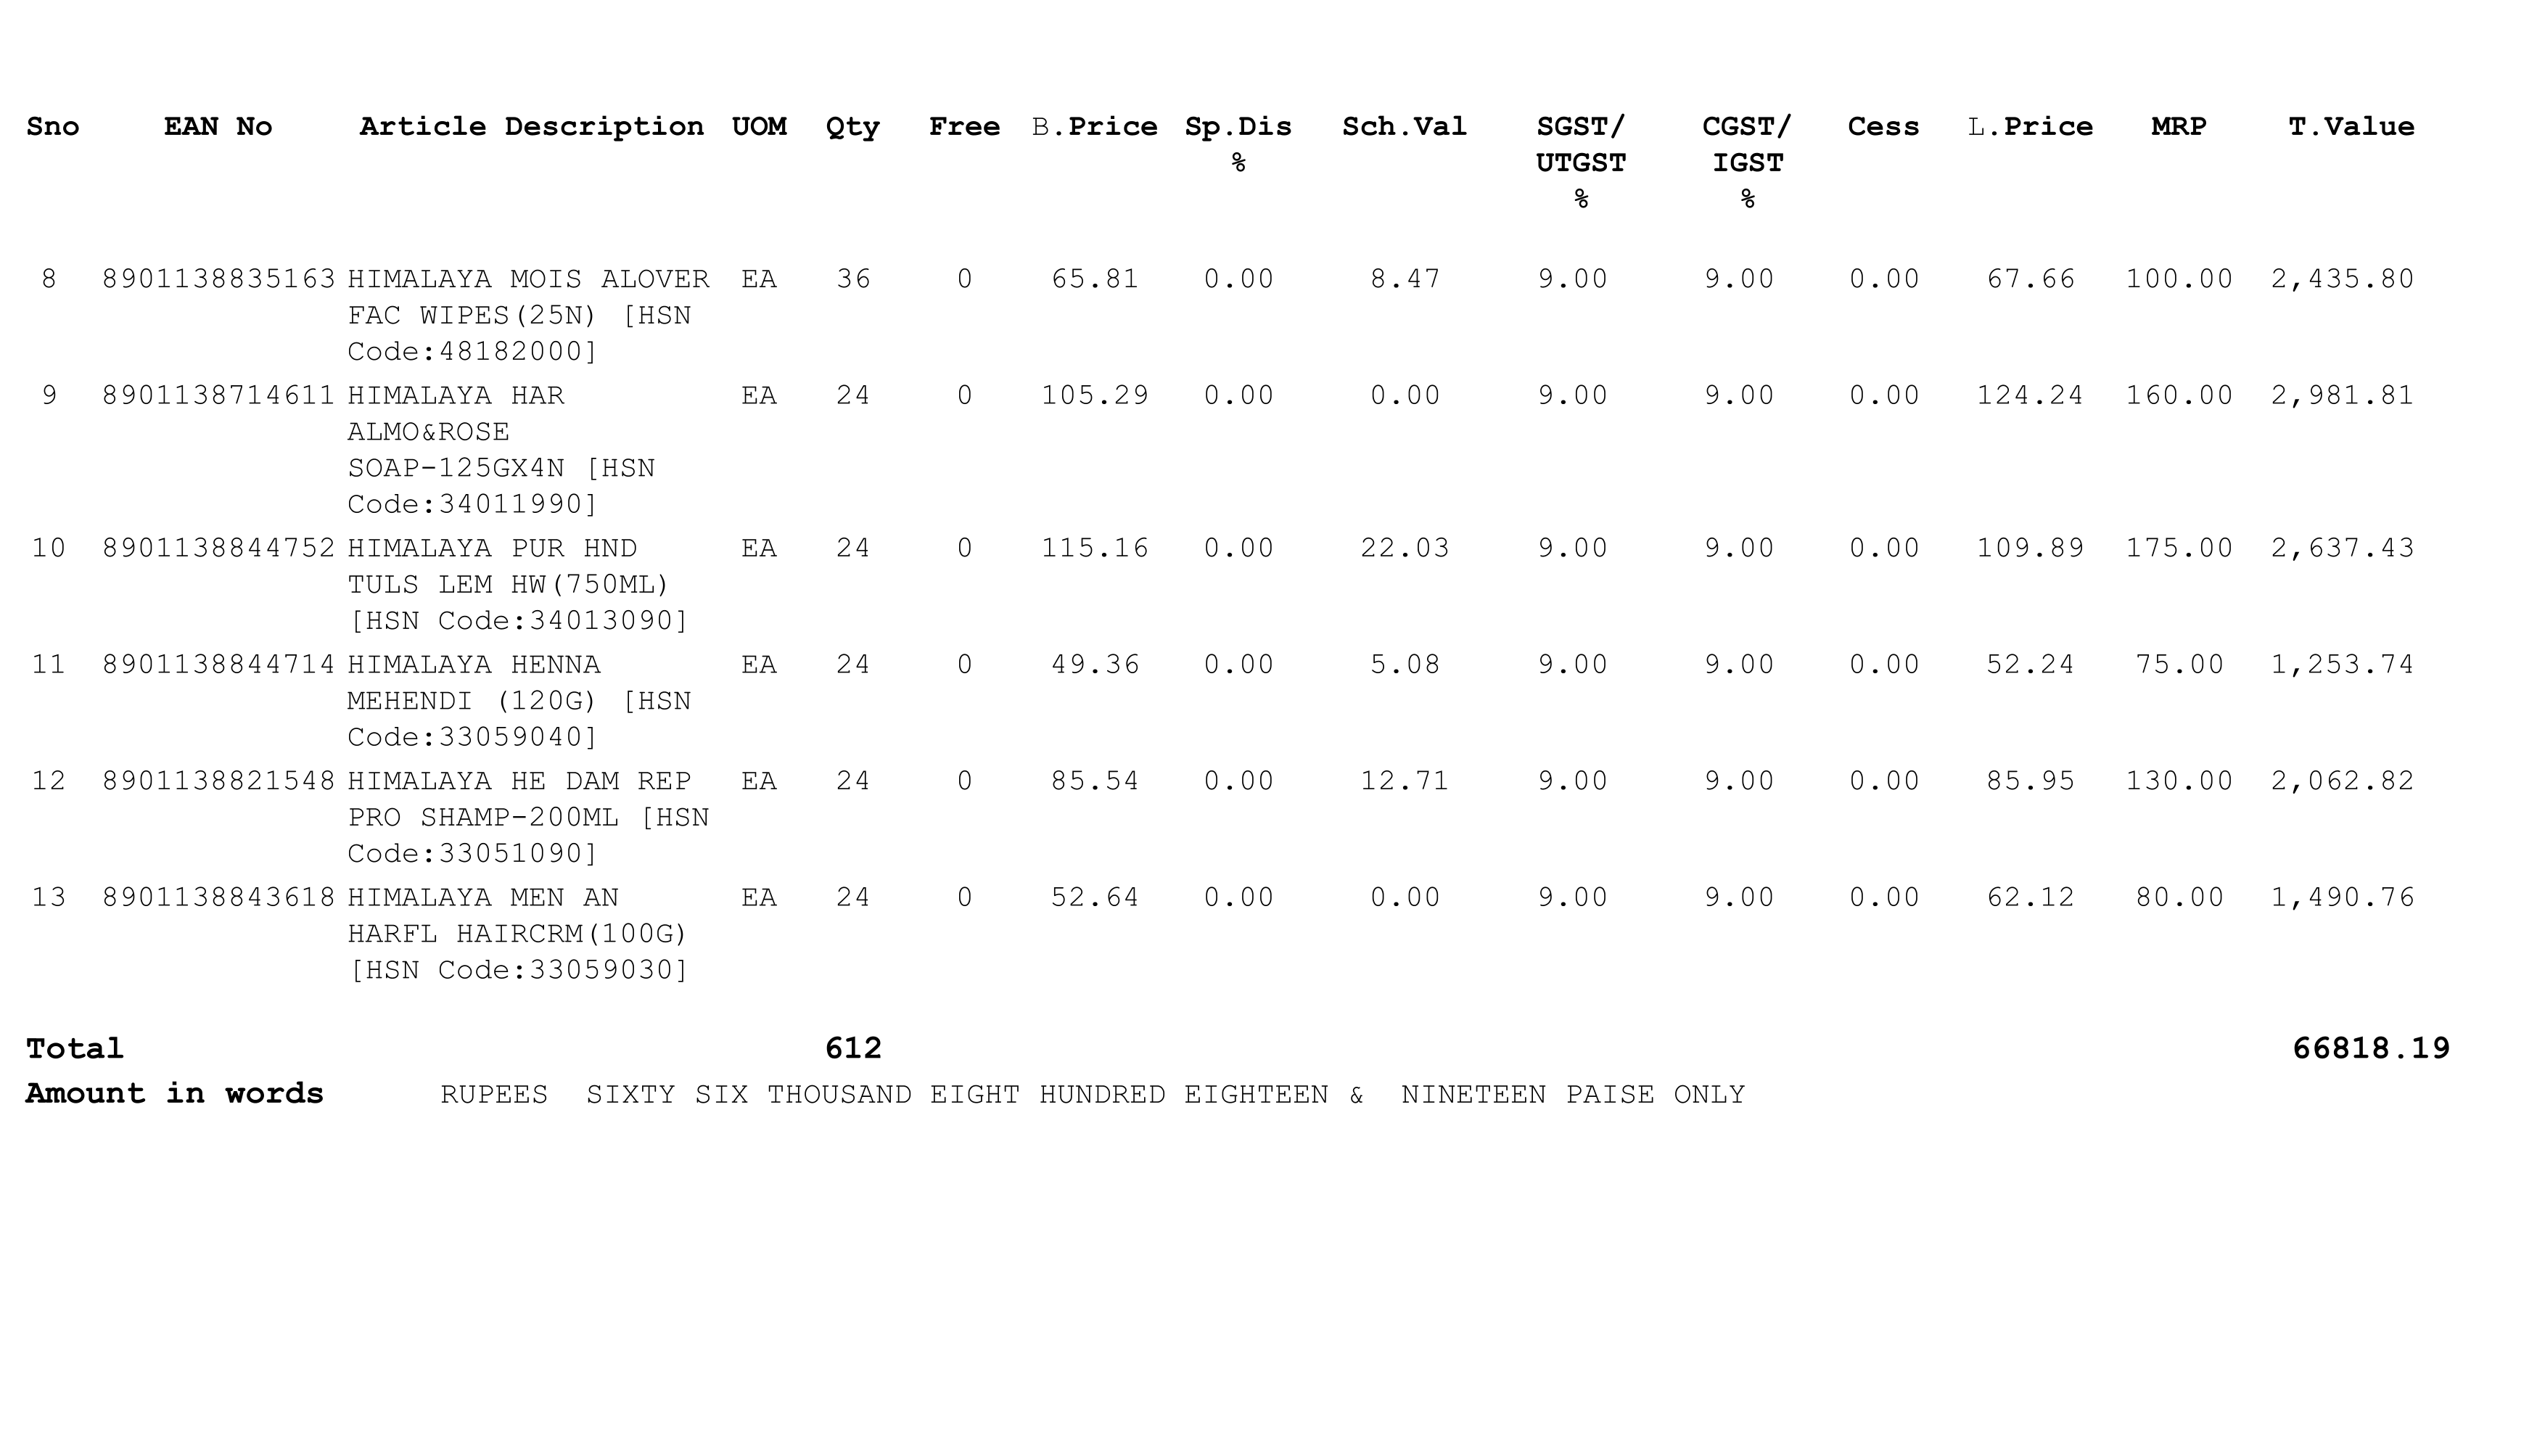 Sno EAN No Article Description UOM Qty Free B.Price Sp.Dis Sch.Val SGST/ CGST/ Cess L.Price MRP T.Value
% UTGST IGST
% %
8 8901138835163 HIMALAYA MOIS ALOVER EA 36 0 65.81 0.00 8.47 9.00 9.00 0.00 67.66 100.00 2,435.80
FAC WIPES(25N) [HSN
Code:48182000]
9 8901138714611 HIMALAYA HAR EA 24 0 105.29 0.00 0.00 9.00 9.00 0.00 124.24 160.00 2,981.81
ALMO&ROSE
SOAP-125GX4N [HSN
Code:34011990]
10 8901138844752 HIMALAYA PUR HND EA 24 0 115.16 0.00 22.03 9.00 9.00 0.00 109.89 175.00 2,637.43
TULS LEM HW(750ML)
[HSN Code:34013090]
11 8901138844714 HIMALAYA HENNA EA 24 0 49.36 0.00 5.08 9.00 9.00 0.00 52.24 75.00 1,253.74
MEHENDI (120G) [HSN
Code:33059040]
12 8901138821548 HIMALAYA HE DAM REP EA 24 0 85.54 0.00 12.71 9.00 9.00 0.00 85.95 130.00 2,062.82
PRO SHAMP-200ML [HSN
Code:33051090]
13 8901138843618 HIMALAYA MEN AN EA 24 0 52.64 0.00 0.00 9.00 9.00 0.00 62.12 80.00 1,490.76
HARFL HAIRCRM(100G)
[HSN Code:33059030]
Total 612 66818.19
Amount in words RUPEES SIXTY SIX THOUSAND EIGHT HUNDRED EIGHTEEN & NINETEEN PAISE ONLY